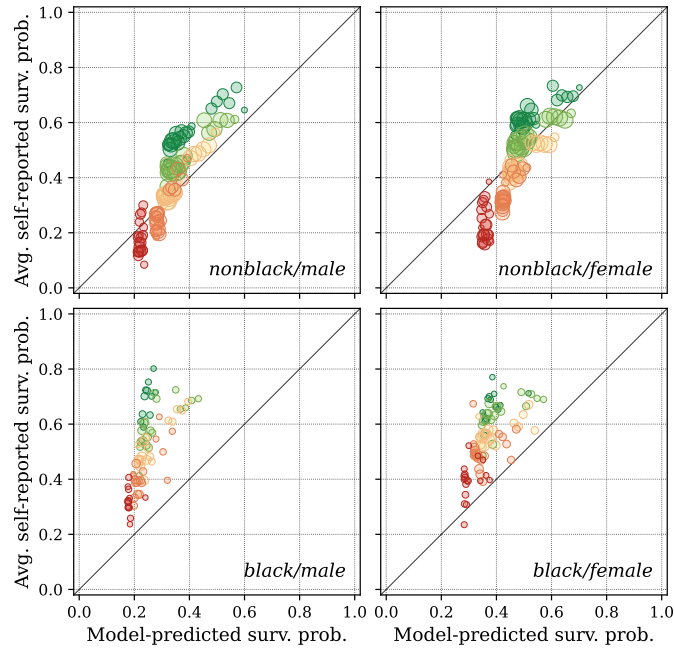 1.0
0.8
0.6
0.4
0.2
0.0
Avg. self-reported surv. prob.
nonblack/male
nonblack/female
1.0
0.8
0.6
0.4
0.2
0.0
Avg. self-reported surv. prob.
black/male
black/female
0.0 0.2 0.4 0.6 0.8 1.0
0.0 0.2 0.4 0.6 0.8 1.0
Model-predicted surv. prob.
Model-predicted surv. prob.